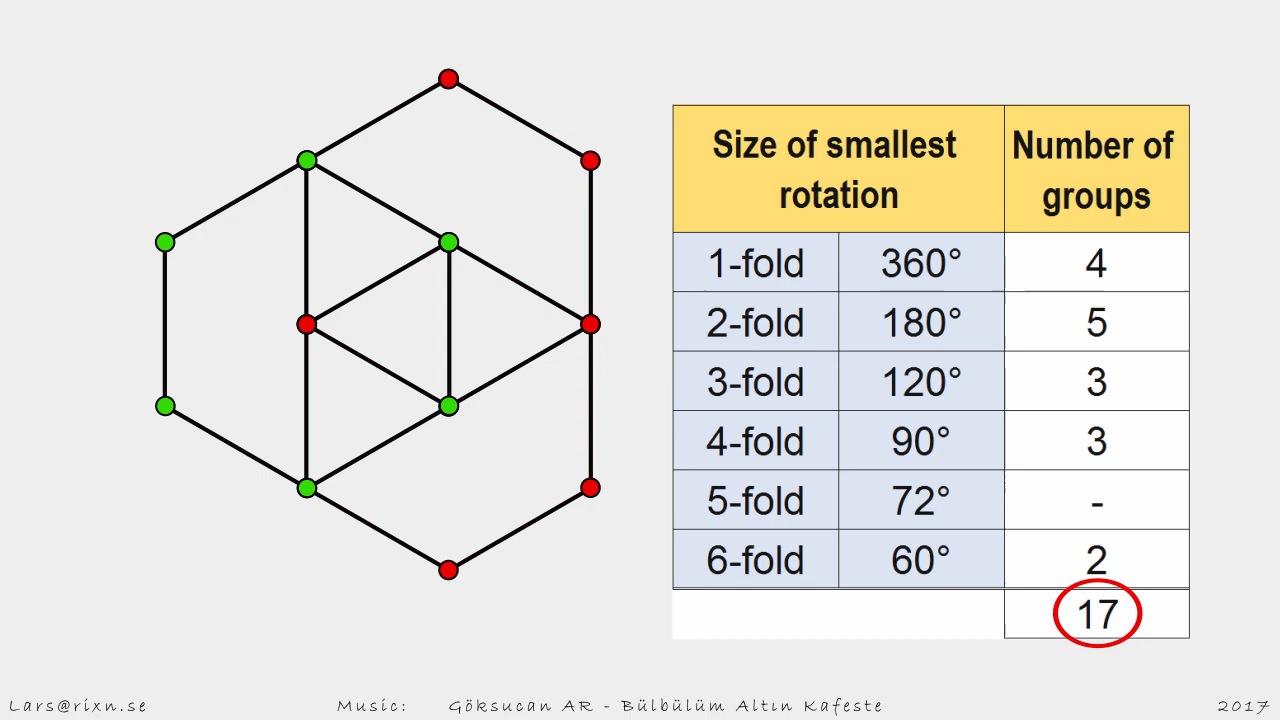 Size of smallest rotation Number of groups
1-fold 360° 4
2-fold 180° 5
3-fold 120° 3
4-fold 90° 3
5-fold 72° -
6-fold 60° 2
17
Lars@rixn.se Music: Göksucan AR - Bülbülüm Altın Kafeste 2017